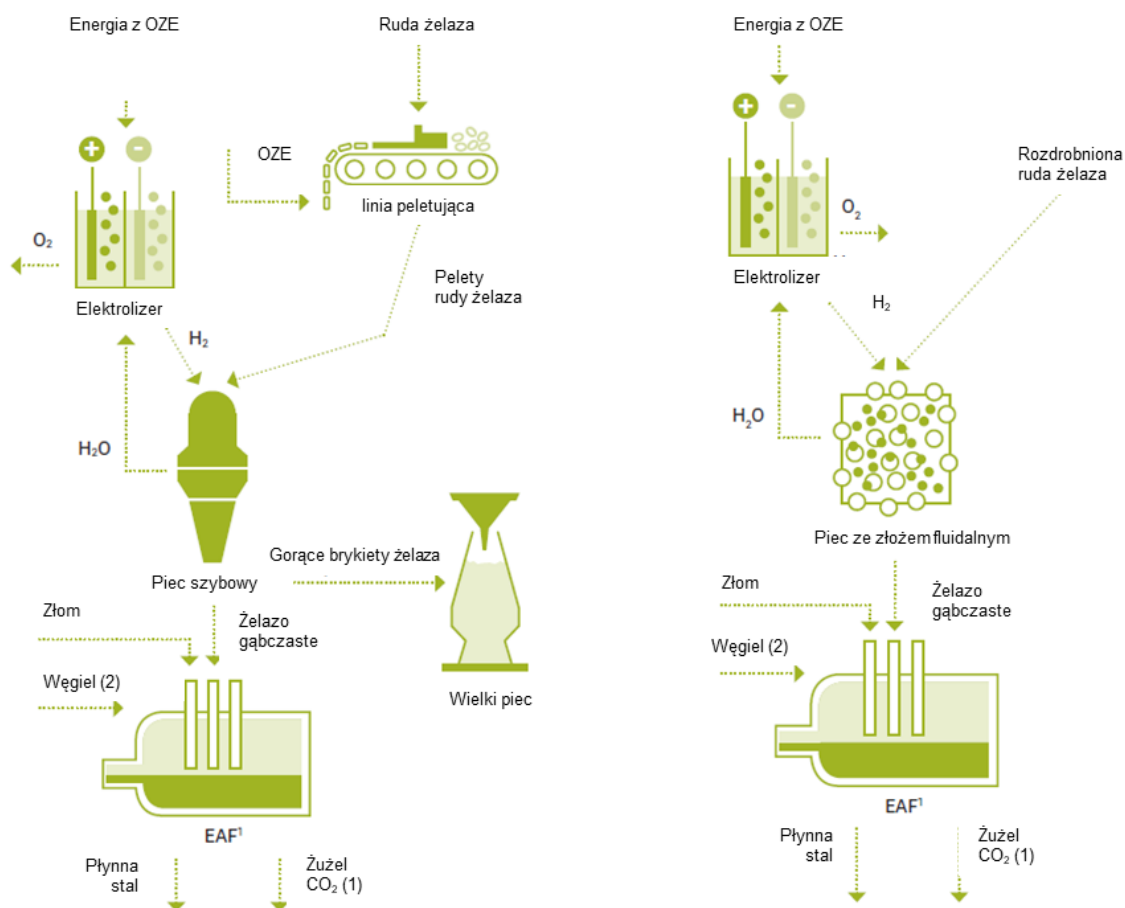 Energia z OZE
Ruda żelaza
+
-
OZE
linia peletująca
O₂
Elektrolizer
Pelety
rudy żelaza
H₂
H₂O
Piec szybowy
Gorące brykiety żelaza
Złom
Żelazo
gąbczaste
Węgiel (2)
Wielki piec
EAF¹
Płynna
stal
Żużel
CO₂ (1)
Energia z OZE
+
-
Rozdrobniona
ruda żelaza
O₂
Elektrolizer
H₂
H₂O
Piec ze złożem fluidalnym
Złom
Żelazo
gąbczaste
Węgiel (2)
EAF¹
Płynna
stal
Żużel
CO₂ (1)